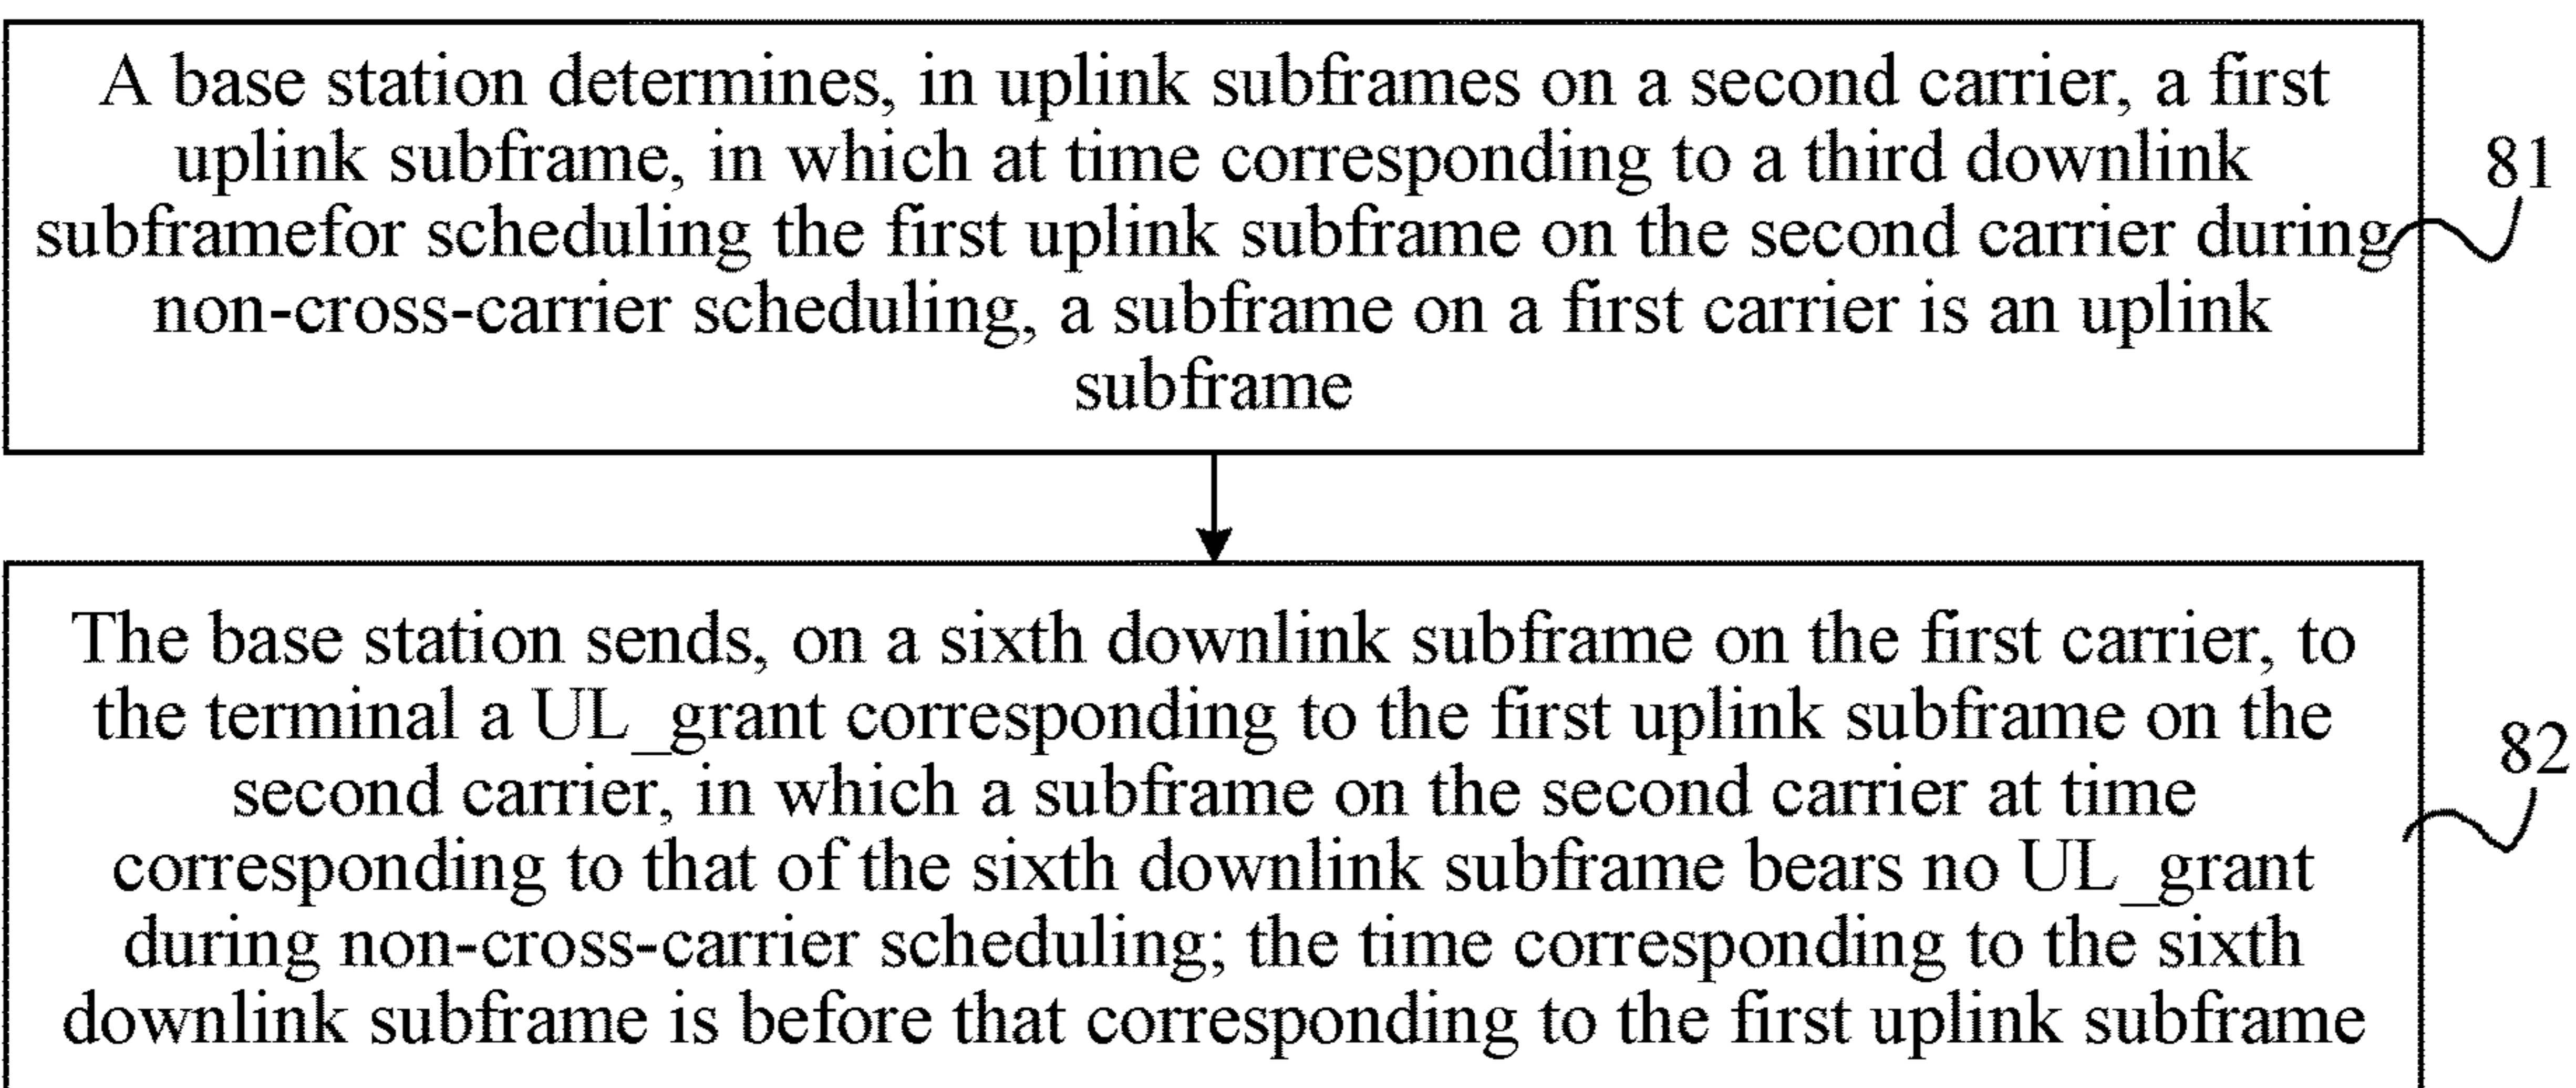 A base station determines, in uplink subframes on a second carrier, a first
uplink subframe, in which at time corresponding to a third downlink
subframefor scheduling the first uplink subframe on the second carrier during
non-cross-carrier scheduling, a subframe on a first carrier is an uplink
subframe
81
The base station sends, on a sixth downlink subframe on the first carrier, to
the terminal a UL_grant corresponding to the first uplink subframe on the
second carrier, in which a subframe on the second carrier at time
corresponding to that of the sixth downlink subframe bears no UL_grant
during non-cross-carrier scheduling; the time corresponding to the sixth
downlink subframe is before that corresponding to the first uplink subframe
82